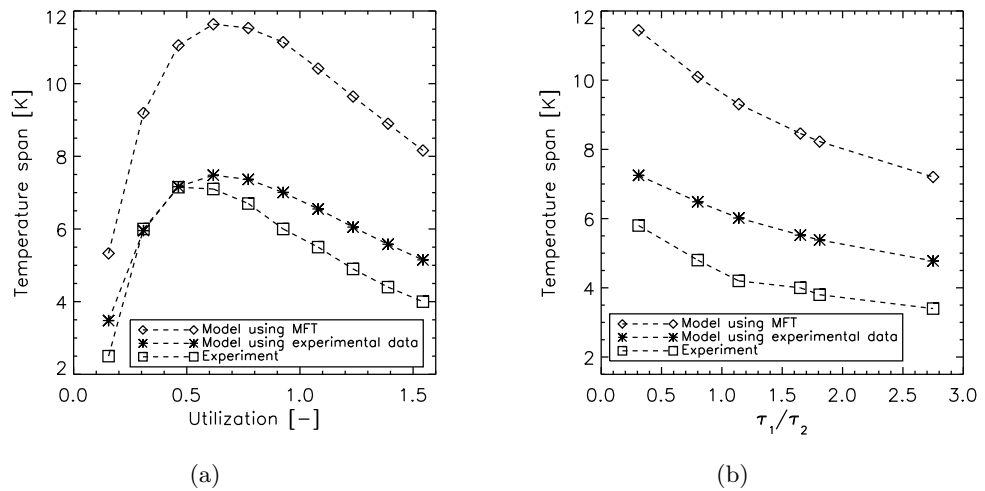 12
10
8
6
4
2
Temperature span [K]
Model using MFT
Model using experimental data
Experiment
0.0 0.5 1.0 1.5
Utilization [–]
(a)
12
10
8
6
4
2
Temperature span [K]
Model using MFT
Model using experimental data
Experiment
0.0 0.5 1.0 1.5 2.0 2.5 3.0
τ1/τ2
(b)